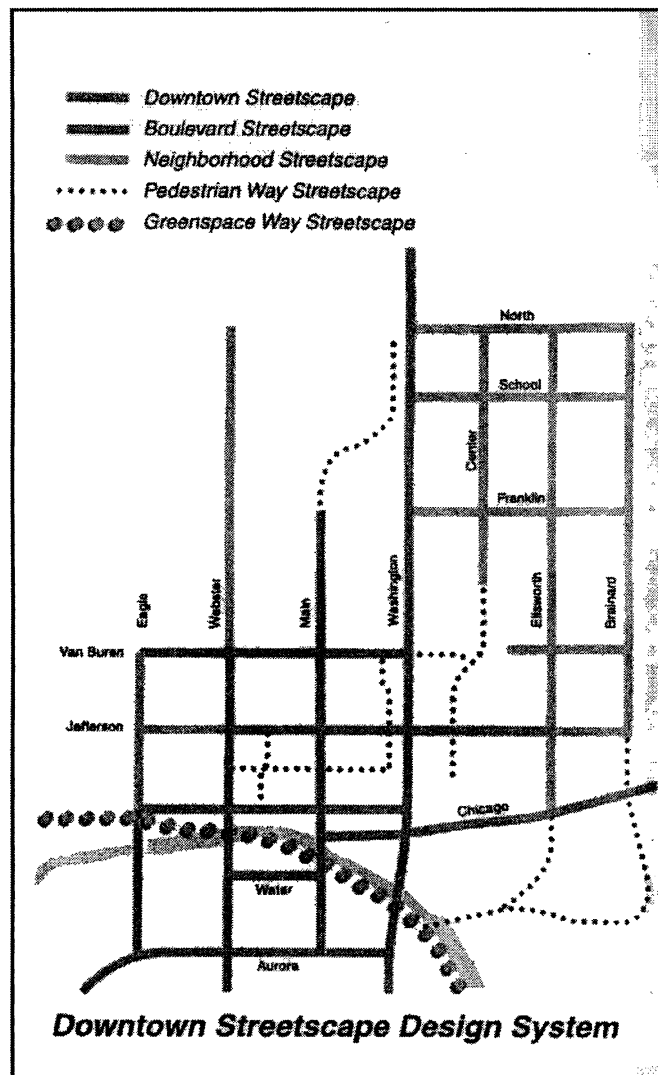 Downtown Streetscape
Boulevard Streetscape
Neighborhood Streetscape
Pedestrian Way Streetscape
Greenspace Way Streetscape
North
School
Center
Franklin
Eagle
Webster
Main
Washington
Ellsworth
Brainard
Van Buren
Jefferson
Chicago
Water
Aurora
Downtown Streetscape Design System